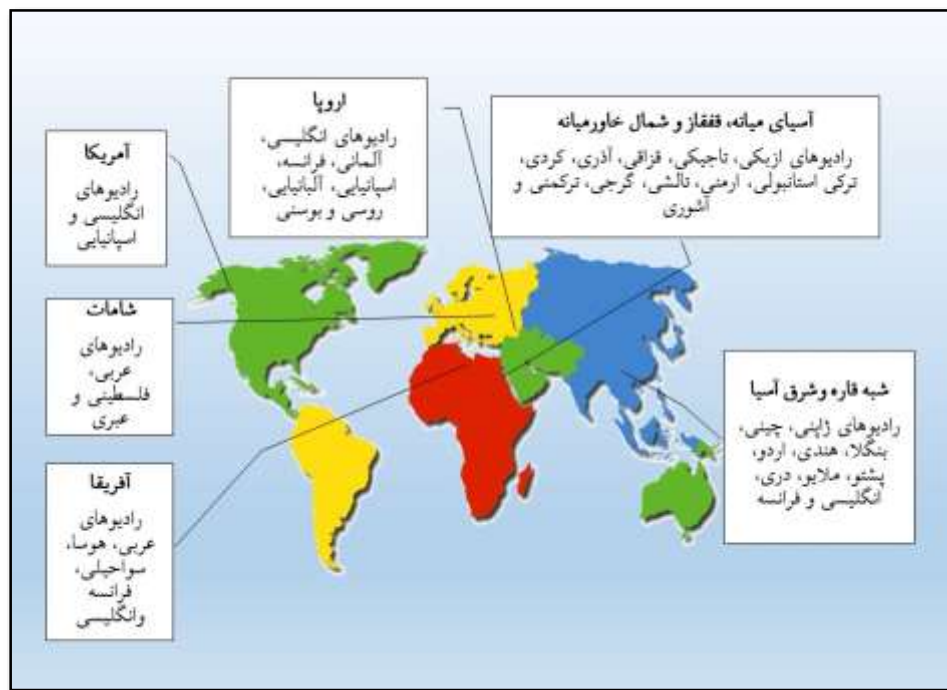 آسیای میانه، قفقاز و شمال خاورمیانه
رادیوهای ازبکی، تاجیکی، قزاقی، آذری، کردی،
ترکی استانبولی، ارمنی، تالشی، گرجی، ترکمنی و
آشوری
اروپا
رادیوهای انگلیسی،
آلمانی، فرانسه،
اسپانیایی، آلبانیایی،
روسی و بوسنی
آمریکا
رادیوهای
انگلیسی و
اسپانیایی
شامات
رادیوهای
عربی،
فلسطینی و
عبری
شبه قاره وشرق آسیا
رادیوهای ژاپنی، چینی،
بنگلا، هندی، اردو،
پشتو، ملایو، دری،
انگلیسی و فرانسه
آفریقا
رادیوهای
عربی، هوسا،
سواحیلی،
فرانسه
وانگلیسی